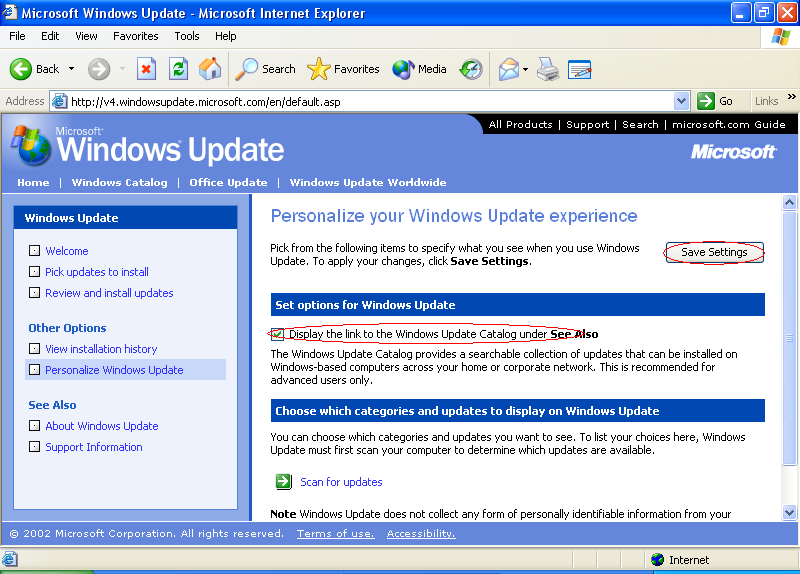 Microsoft Windows Update - Microsoft Internet Explorer
File Edit View Favorites Tools Help
Back Search Favorites Media
Address http://v4.windowsupdate.microsoft.com/en/default.asp Go Links »
All Products | Support | Search | microsoft.com Guide
Microsoft
Windows Update
Microsoft
Home | Windows Catalog | Office Update | Windows Update Worldwide
Windows Update
Welcome
Pick updates to install
Review and install updates
Other Options
View installation history
Personalize Windows Update
See Also
About Windows Update
Support Information
Personalize your Windows Update experience
Pick from the following items to specify what you see when you use Windows
Update. To apply your changes, click Save Settings.
Save Settings
Set options for Windows Update
Display the link to the Windows Update Catalog under See Also
The Windows Update Catalog provides a searchable collection of updates that can be installed on
Windows-based computers across your home or corporate network. This is recommended for
advanced users only.
Choose which categories and updates to display on Windows Update
You can choose which categories and updates you want to see. To list your choices here, Windows
Update must first scan your computer to determine which updates are available.
Scan for updates
Note Windows Update does not collect any form of personally identifiable information from your
© 2002 Microsoft Corporation. All rights reserved. Terms of use. Accessibility.
Internet